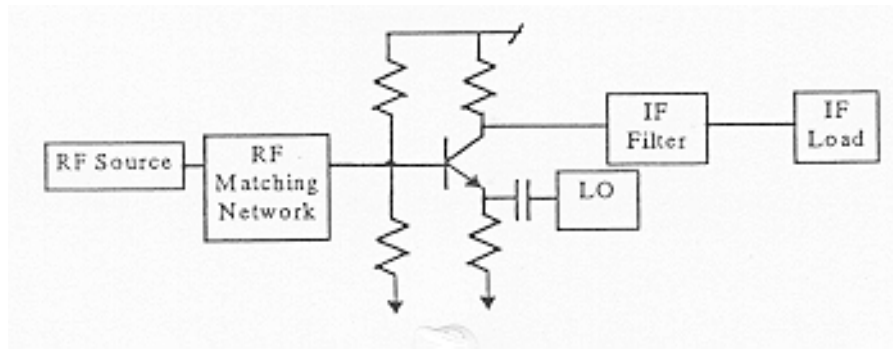 RF Source
RF
Matching
Network
LO
IF
Filter
IF
Load